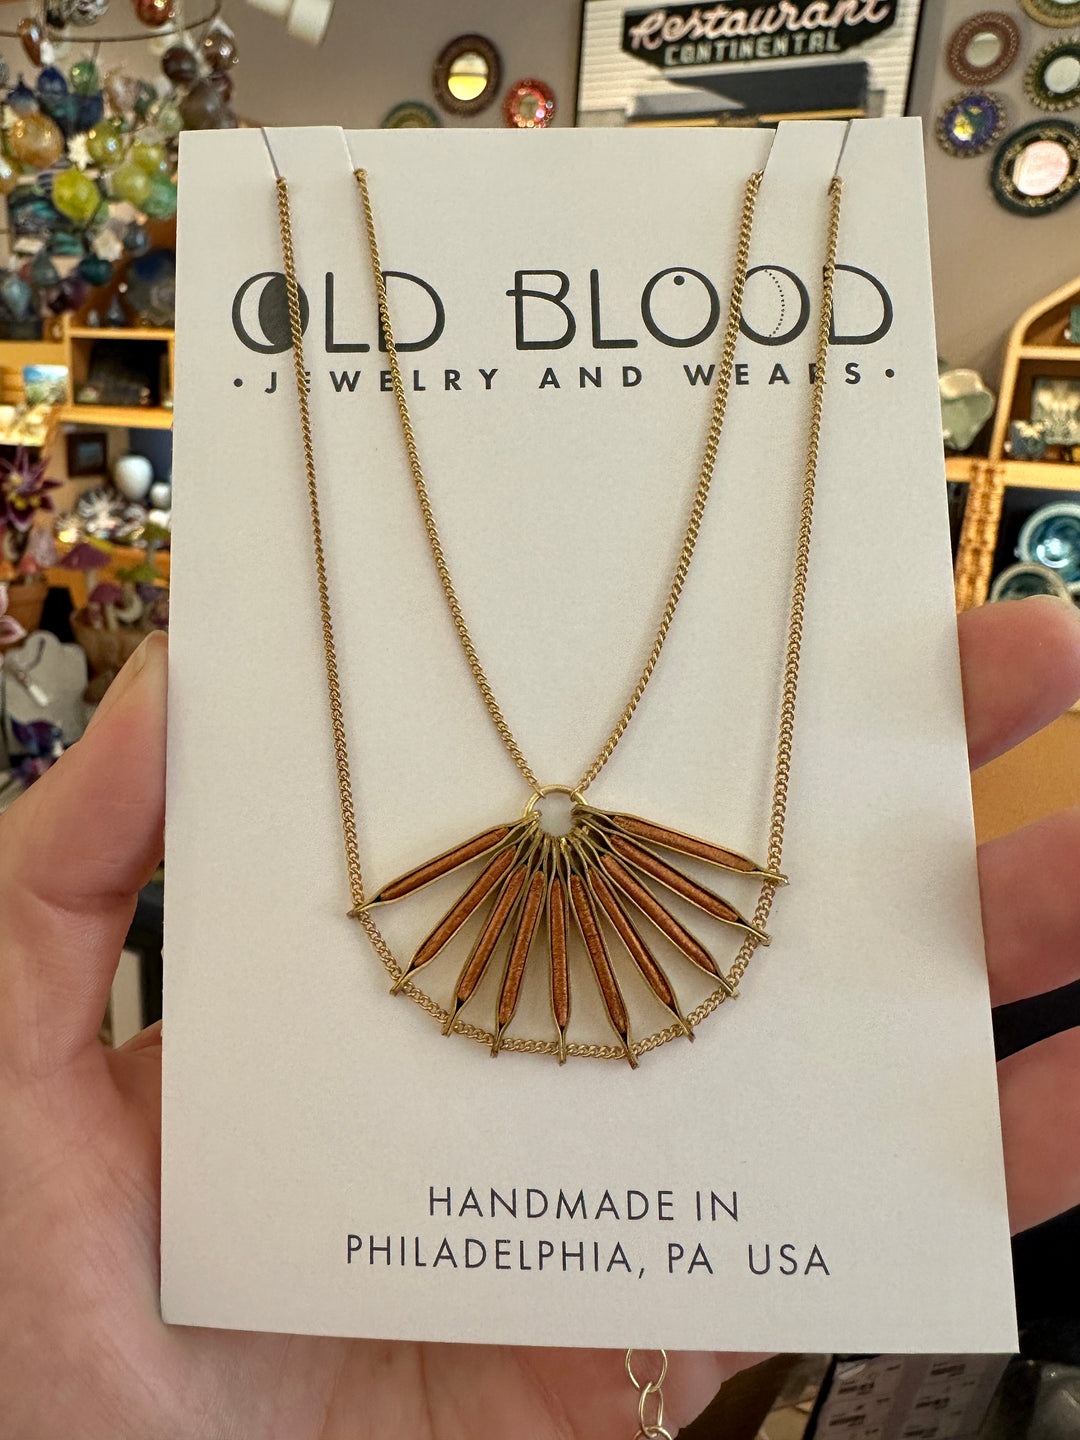 Restaurant
CONTINENTAL
OLD BLOOD
• JEWELRY AND WEARS •
HANDMADE IN
PHILADELPHIA, PA USA